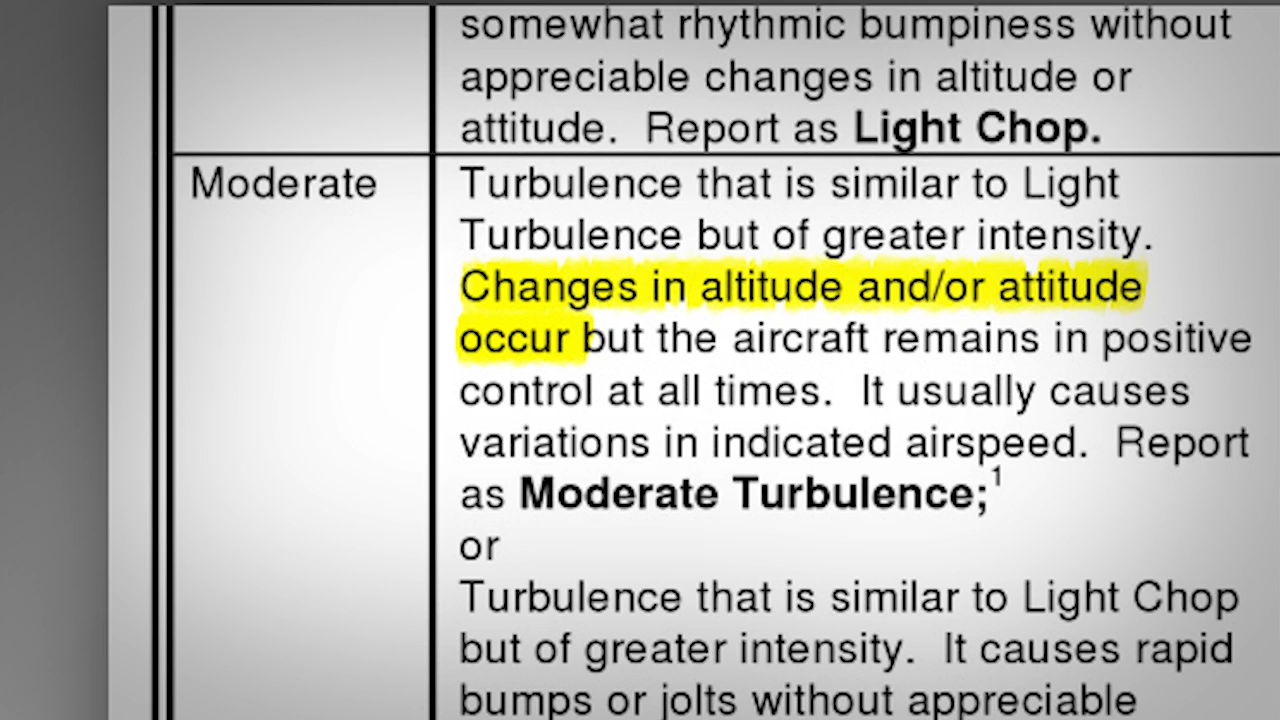 somewhat rhythmic bumpiness without
appreciable changes in altitude or
attitude. Report as Light Chop.
Moderate
Turbulence that is similar to Light
Turbulence but of greater intensity.
Changes in altitude and/or attitude
occur but the aircraft remains in positive
control at all times. It usually causes
variations in indicated airspeed. Report
as Moderate Turbulence;¹
or
Turbulence that is similar to Light Chop
but of greater intensity. It causes rapid
bumps or jolts without appreciable